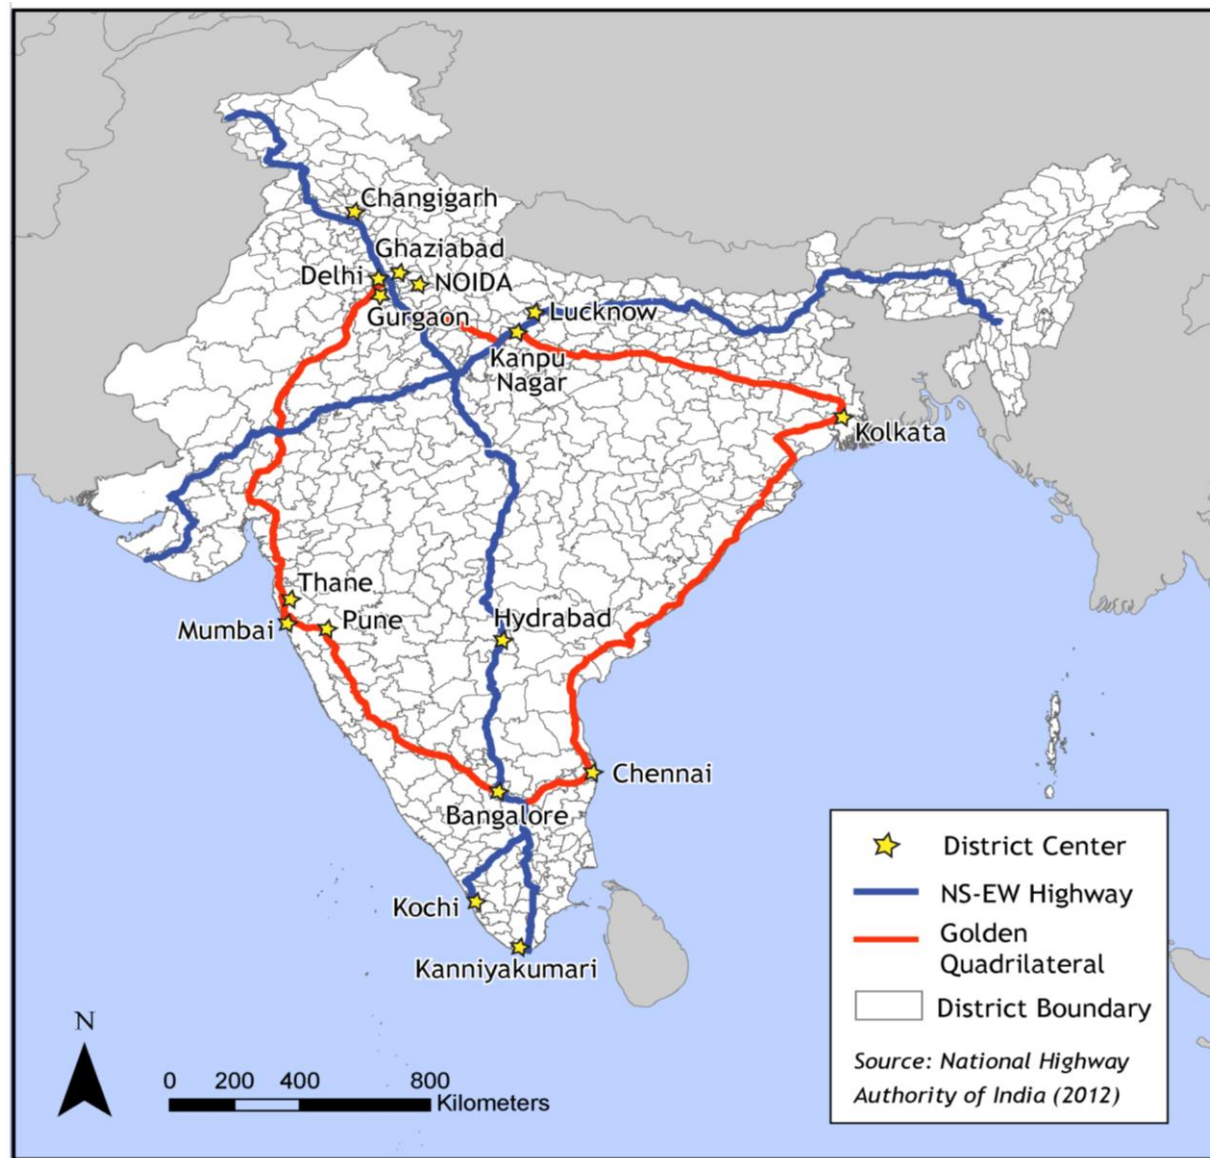 Changigarh
Ghaziabad
Delhi
NOIDA
Gurgaon
Lucknow
Kanpu
Nagar
Kolkata
Thane
Mumbai
Pune
Hydrabad
Chennai
Bangalore
Kochi
Kanniyakumari
District Center
NS-EW Highway
Golden
Quadrilateral
District Boundary
Source: National Highway
Authority of India (2012)
N
0 200 400 800
Kilometers